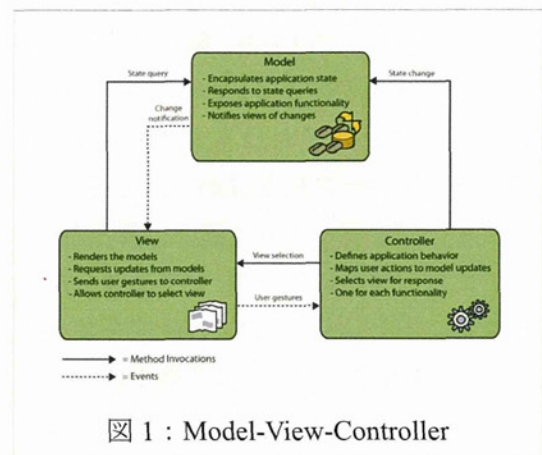 Model
- Encapsulates application state
- Responds to state queries
- Exposes application functionality
- Notifies views of changes
State query
State change
Change
notification
View
- Renders the models
- Requests updates from models
- Sends user gestures to controller
- Allows controller to select view
View selection
User gestures
Controller
- Defines application behavior
- Maps user actions to model updates
- Selects view for response
- One for each functionality
= Method Invocations
= Events
図 1：Model-View-Controller